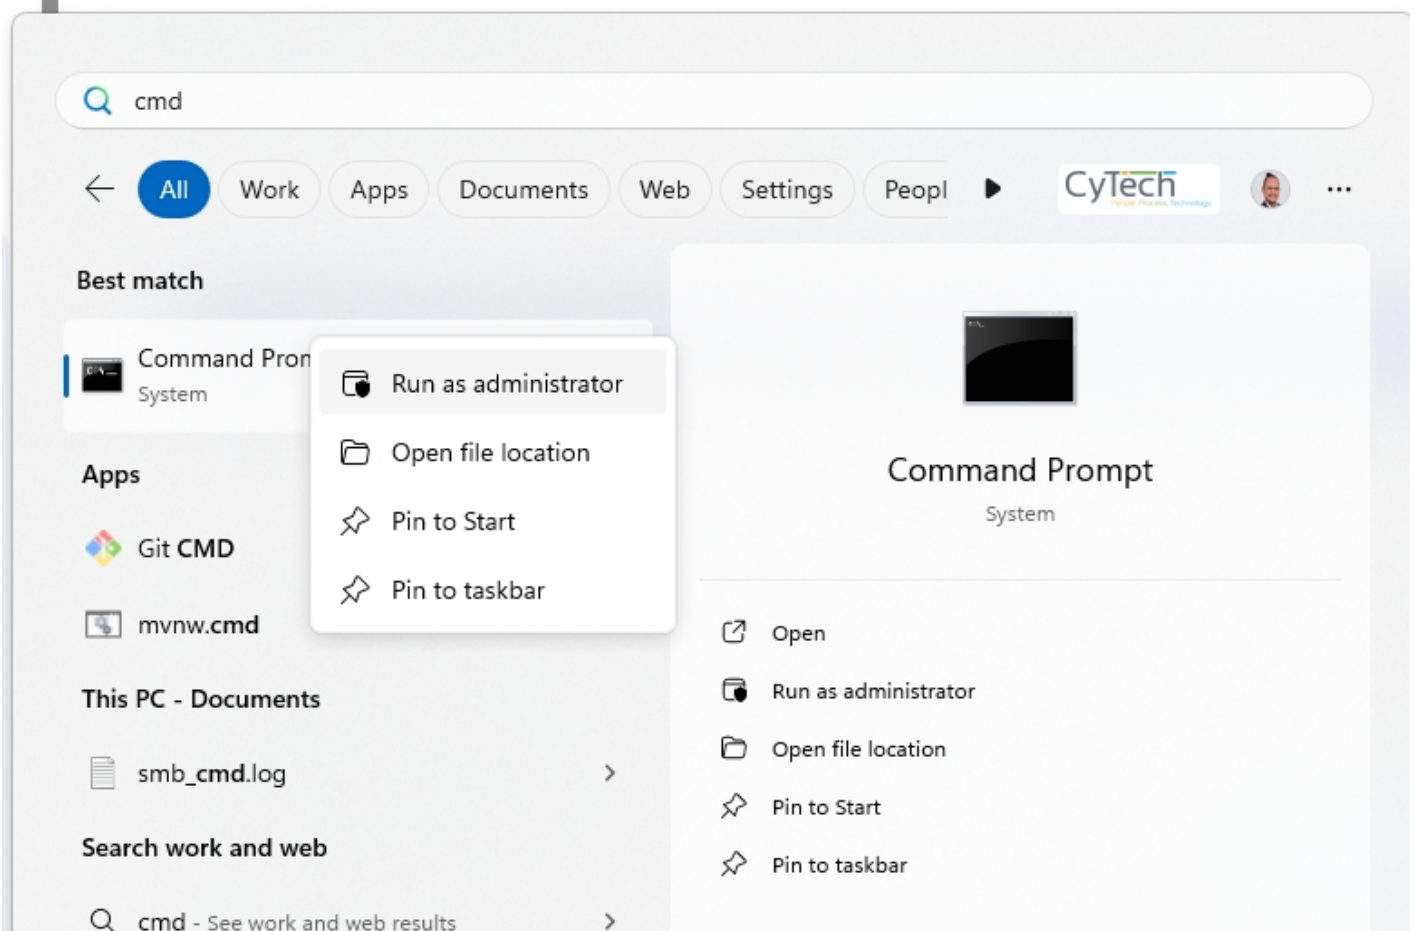 cmd
All Work Apps Documents Web Settings Peopl
CyTech
People Process Technology
Best match
Command Pron
System
Run as administrator
Open file location
Pin to Start
Pin to taskbar
Apps
Git CMD
mvnw.cmd
This PC - Documents
smb_cmd.log
Search work and web
cmd - See work and web results
Command Prompt
System
Open
Run as administrator
Open file location
Pin to Start
Pin to taskbar